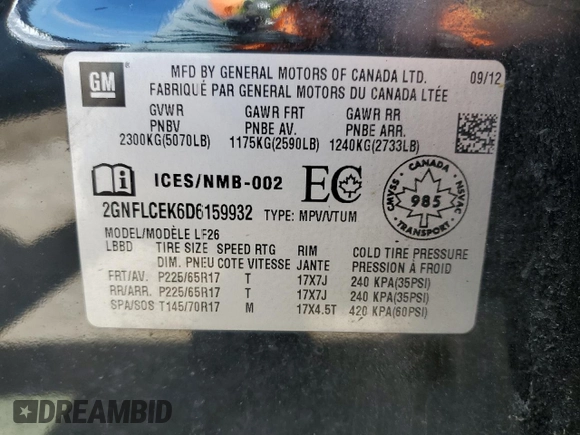 GM
MFD BY GENERAL MOTORS OF CANADA LTD. 09/12
FABRIQUÉ PAR GENERAL MOTORS DU CANADA LTÉE
GVWR GAWR FRT GAWR RR
PNBV PNBE AV. PNBE ARR.
2300KG(5070LB) 1175KG(2590LB) 1240KG(2733LB)
ICES/NMB-002 EC
CANADA
CMVSS 985 NSVAC
TRANSPORT
2GNFLCEK6D6159932 TYPE: MPV/VTUM
MODEL/MODÈLE LF26
LBBD TIRE SIZE SPEED RTG RIM COLD TIRE PRESSURE
DIM. PNEU COTE VITESSE JANTE PRESSION À FROID
FRT/AV. P225/65R17 T 17X7J 240 KPA(35PSI)
RR/ARR. P225/65R17 T 17X7J 240 KPA(35PSI)
SPA/SOS T145/70R17 M 17X4.5T 420 KPA(60PSI)
DREAMBID